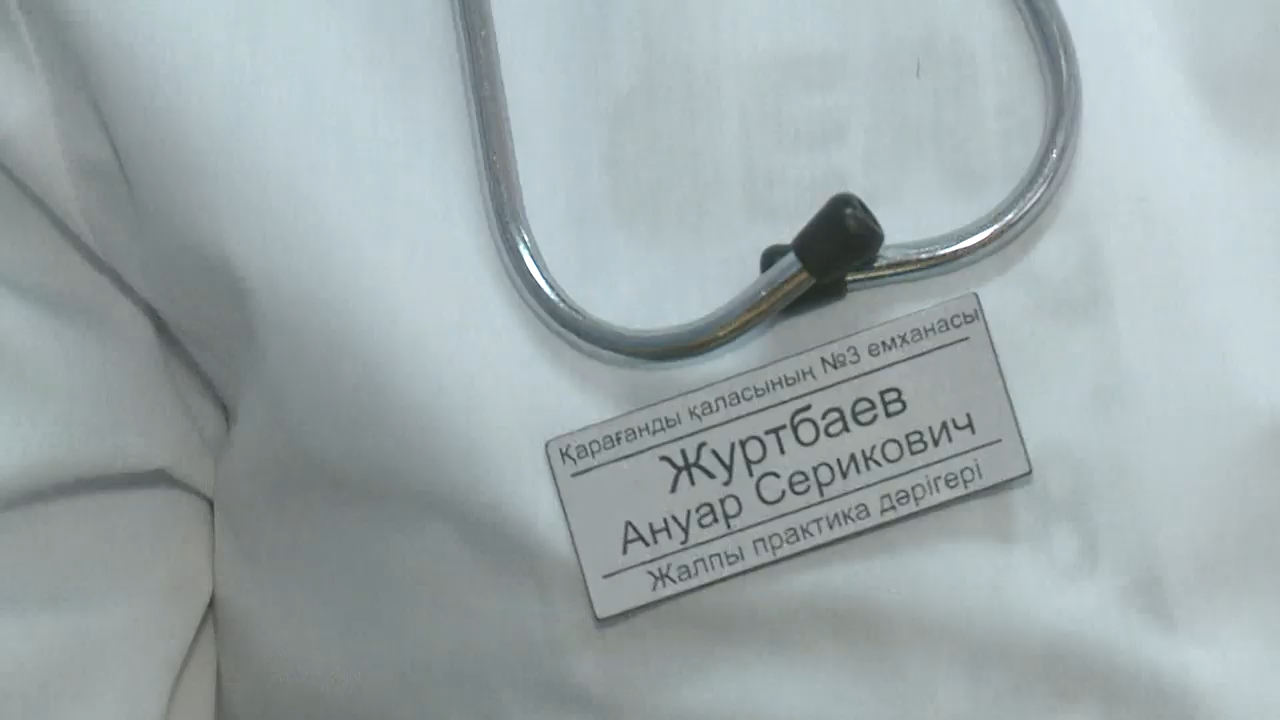 Қарағанды қаласының №3 емханасы
Журтбаев
Ануар Серикович
Жалпы практика дәрігері